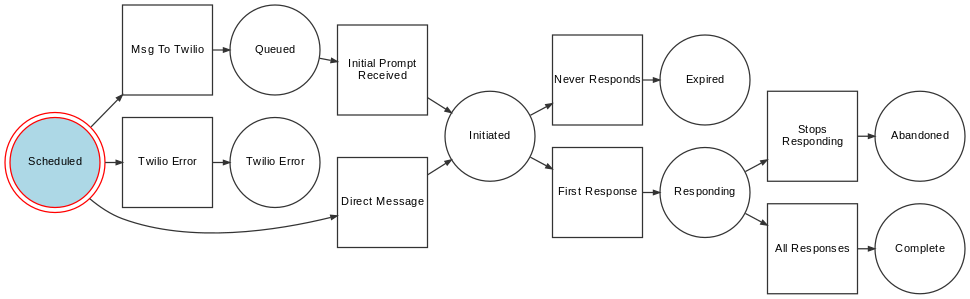 Msg To Twilio
Queued
Initial Prompt
Received
Never Responds
Expired
Scheduled
Twilio Error
Twilio Error
Direct Message
Initiated
First Response
Responding
Stops
Responding
Abandoned
All Responses
Complete